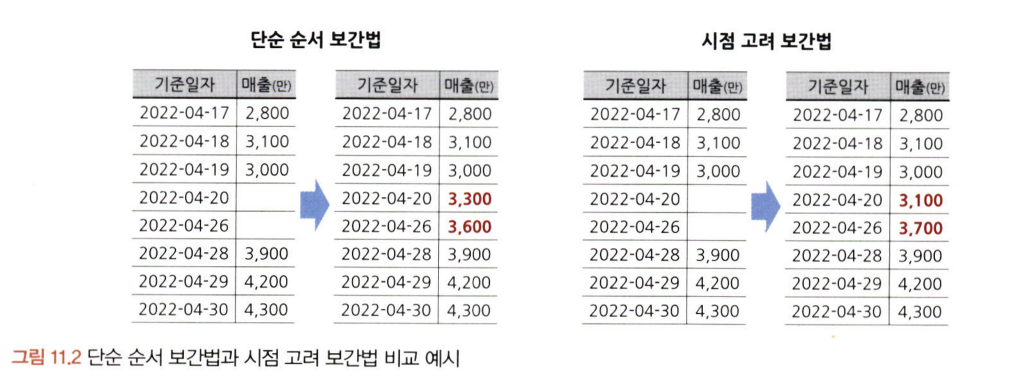 단순 순서 보간법 시점 고려 보간법
기준일자 매출(만) 기준일자 매출(만) 기준일자 매출(만) 기준일자 매출(만)
2022-04-17 2,800 2022-04-17 2,800 2022-04-17 2,800 2022-04-17 2,800
2022-04-18 3,100 2022-04-18 3,100 2022-04-18 3,100 2022-04-18 3,100
2022-04-19 3,000 2022-04-19 3,000 2022-04-19 3,000 2022-04-19 3,000
2022-04-20 2022-04-20 3,300 2022-04-20 2022-04-20 3,100
2022-04-26 2022-04-26 3,600 2022-04-26 2022-04-26 3,700
2022-04-28 3,900 2022-04-28 3,900 2022-04-28 3,900 2022-04-28 3,900
2022-04-29 4,200 2022-04-29 4,200 2022-04-29 4,200 2022-04-29 4,200
2022-04-30 4,300 2022-04-30 4,300 2022-04-30 4,300 2022-04-30 4,300
그림 11.2 단순 순서 보간법과 시점 고려 보간법 비교 예시